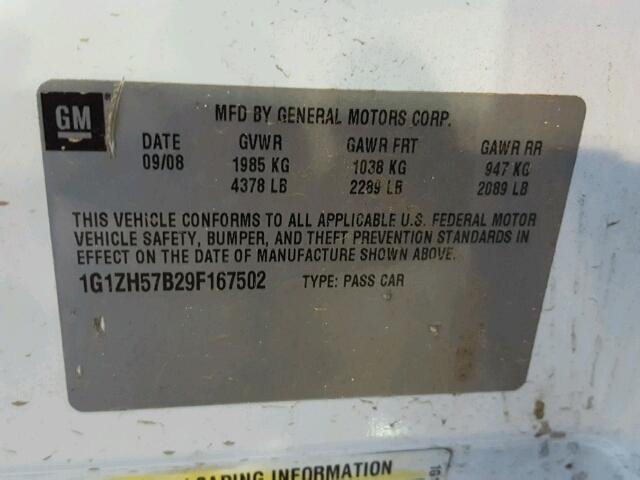 GM
MFD BY GENERAL MOTORS CORP.
DATE GVWR GAWR FRT GAWR RR
09/08 1985 KG 1038 KG 947 KG
4378 LB 2289 LB 2089 LB
THIS VEHICLE CONFORMS TO ALL APPLICABLE U.S. FEDERAL MOTOR
VEHICLE SAFETY, BUMPER, AND THEFT PREVENTION STANDARDS IN
EFFECT ON THE DATE OF MANUFACTURE SHOWN ABOVE.
1G1ZH57B29F167502 TYPE: PASS CAR
LOADING INFORMATION